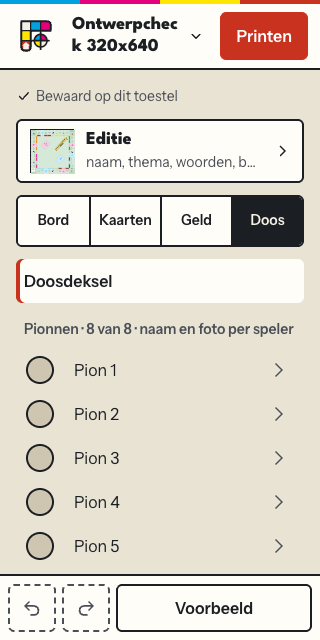 Ontwerpchec
k 320x640
Printen
Bewaard op dit toestel
Editie
naam, thema, woorden, b...
Bord
Kaarten
Geld
Doos
Doosdeksel
Pionnen · 8 van 8 · naam en foto per speler
Pion 1
Pion 2
Pion 3
Pion 4
Pion 5
Voorbeeld